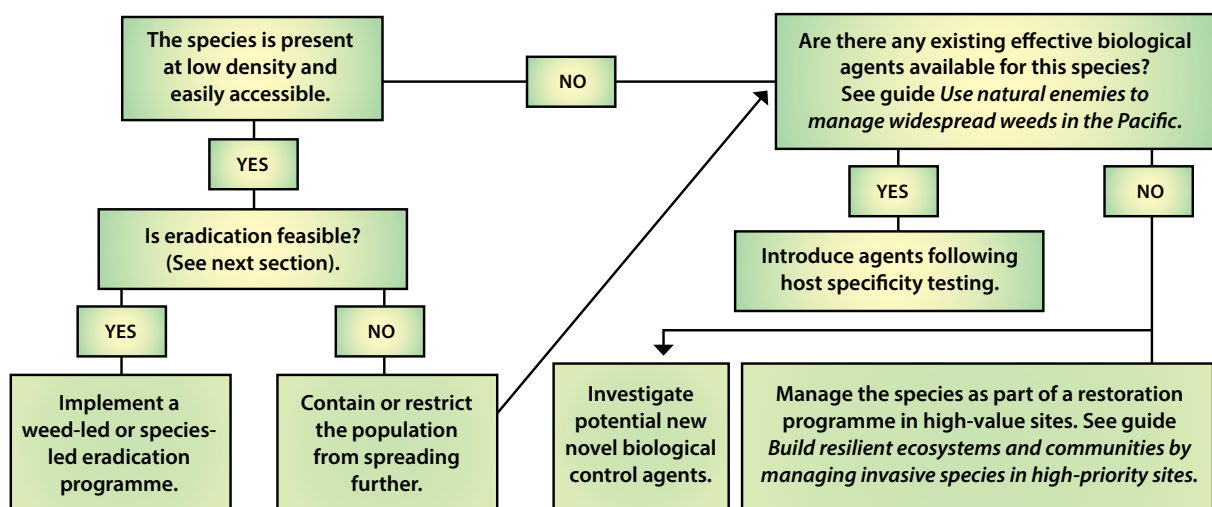 The species is present
at low density and
easily accessible.
NO
Are there any existing effective biological
agents available for this species?
See guide Use natural enemies to
manage widespread weeds in the Pacific.
YES
Is eradication feasible?
(See next section).
YES
NO
Implement a
weed-led or species-
led eradication
programme.
Contain or restrict
the population
from spreading
further.
YES
NO
Introduce agents following
host specificity testing.
Investigate
potential new
novel biological
control agents.
Manage the species as part of a restoration
programme in high-value sites. See guide
Build resilient ecosystems and communities by
managing invasive species in high-priority sites.